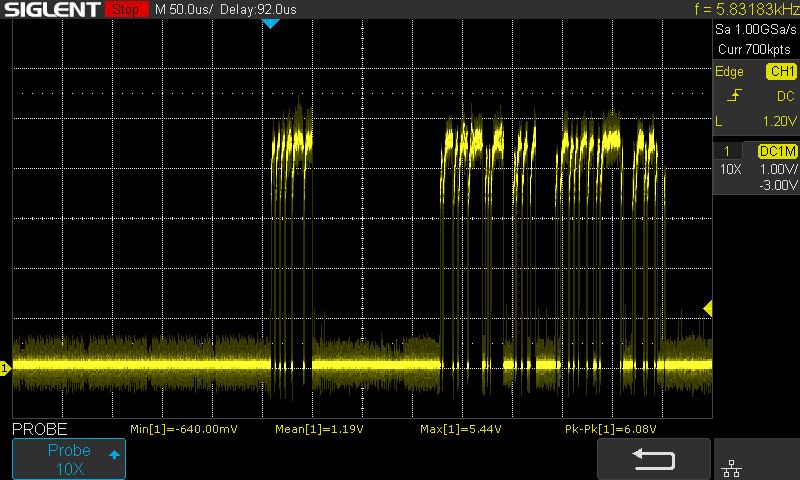 SIGLENT Stop M 50.0us/ Delay:92.0us f = 5.83183kHz
Sa 1.00GSa/s
Curr 700kpts
Edge CH1
DC
L 1.20V
1 DC1M
10X 1.00V/
-3.00V
1
PROBE Min[1]=-640.00mV Mean[1]=1.19V Max[1]=5.44V Pk-Pk[1]=6.08V
Probe
10X